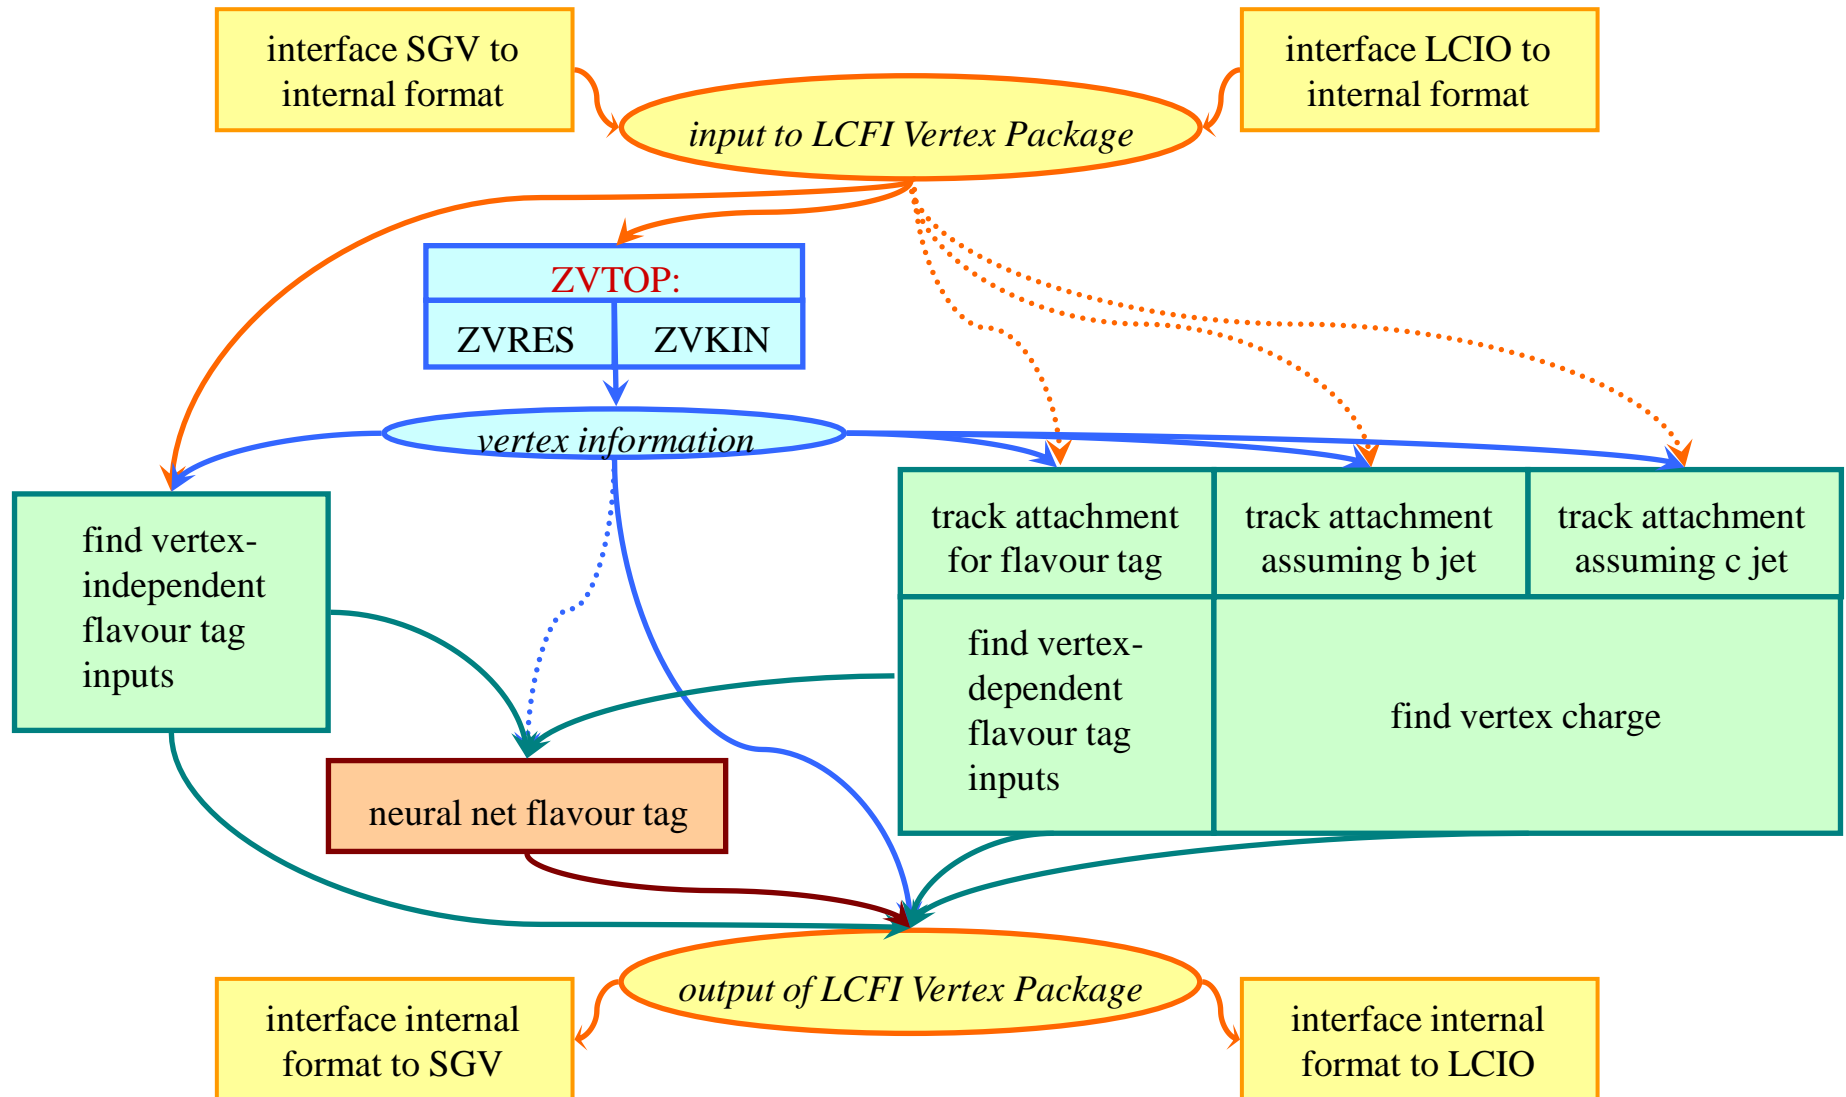 interface SGV to
internal format
interface LCIO to
internal format
input to LCFI Vertex Package
ZVTOP:
ZVRES
ZVKIN
vertex information
find vertex-
independent
flavour tag
inputs
track attachment
for flavour tag
track attachment
assuming b jet
track attachment
assuming c jet
find vertex-
dependent
flavour tag
inputs
find vertex charge
neural net flavour tag
output of LCFI Vertex Package
interface internal
format to SGV
interface internal
format to LCIO